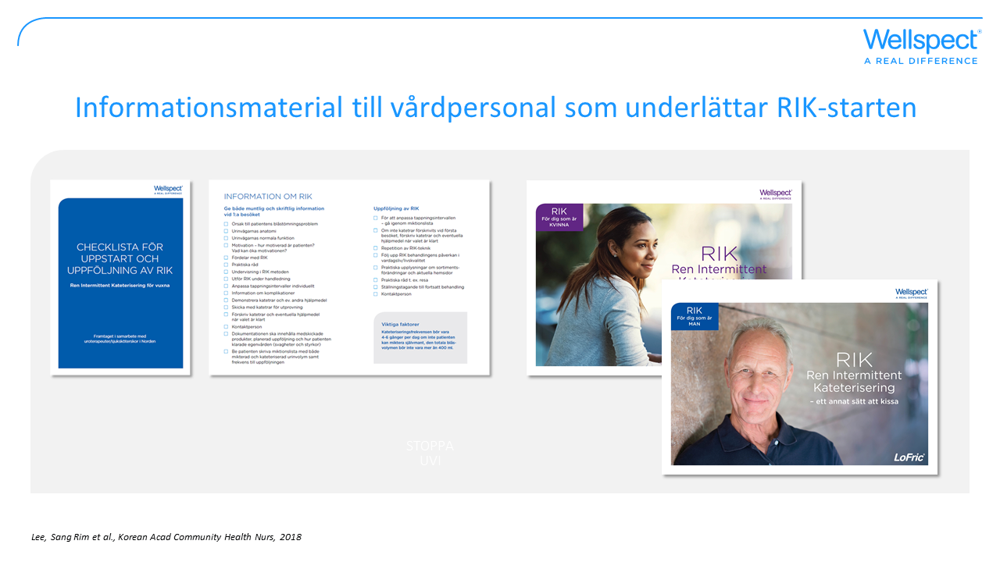 Wellspect®
A REAL DIFFERENCE
Informationsmaterial till vårdpersonal som underlättar RIK-starten
Wellspect
A REAL DIFFERENCE
CHECKLISTA FÖR
UPPSTART OCH
UPPFÖLJNING AV RIK
Ren Intermittent Kateterisering för vuxna
Framtaget i samarbete med
uroterapeuter/sjuksköterskor i Norden
INFORMATION OM RIK
Ge både muntlig och skriftlig information
vid 1:a besöket
Orsak till patientens blåstömningsproblem
Urinvägarnas anatomi
Urinvägarnas normala funktion
Motivation – hur motiverad är patienten?
Vad kan öka motivationen?
Fördelar med RIK
Praktiska råd
Undervisning i RIK metoden
Utför RIK under handledning
Anpassa tappningsintervaller individuellt
Information om komplikationer
Demonstrera katetrar och ev. andra hjälpmedel
Skicka med katetrar för utprovning
Förskriv katetrar och eventuella hjälpmedel
när valet är klart
Kontaktperson
Dokumentationen ska innehålla medskickade
produkter, planerad uppföljning och hur patienten
klarade egenvården (svagheter och styrkor)
Be patienten skriva miktionslista med både
mikterad och kateteriserad urinvolym samt
frekvens till uppföljningen
Uppföljning av RIK
För att anpassa tappningsintervallen
– gå igenom miktionslista
Om inte katetrar förskrivits vid första
besöket, förskriv katetrar och eventuella
hjälpmedel när valet är klart
Repetition av RIK-teknik
Följ upp RIK behandlingens påverkan i
vardagsliv/livskvalitet
Praktiska upplysningar om sortiments-
förändringar och aktuella hemsidor
Praktiska råd t. ex. resa
Ställningstagande till fortsatt behandling
Kontaktperson
Viktiga faktorer
Kateteriseringsfrekvensen bör vara
4-6 gånger per dag om inte patienten
kan miktera självmant, den totala blås-
volymen bör inte vara mer än 400 ml.
Wellspect
A REAL DIFFERENCE
RIK
För dig som är
KVINNA
RIK
Ren Intermittent
Kateterisering
Wellspect
A REAL DIFFERENCE
RIK
För dig som är
MAN
RIK
Ren Intermittent
Kateterisering
– ett annat sätt att kissa
LoFric
STOPPA
UVI
Lee, Sang Rim et al., Korean Acad Community Health Nurs, 2018